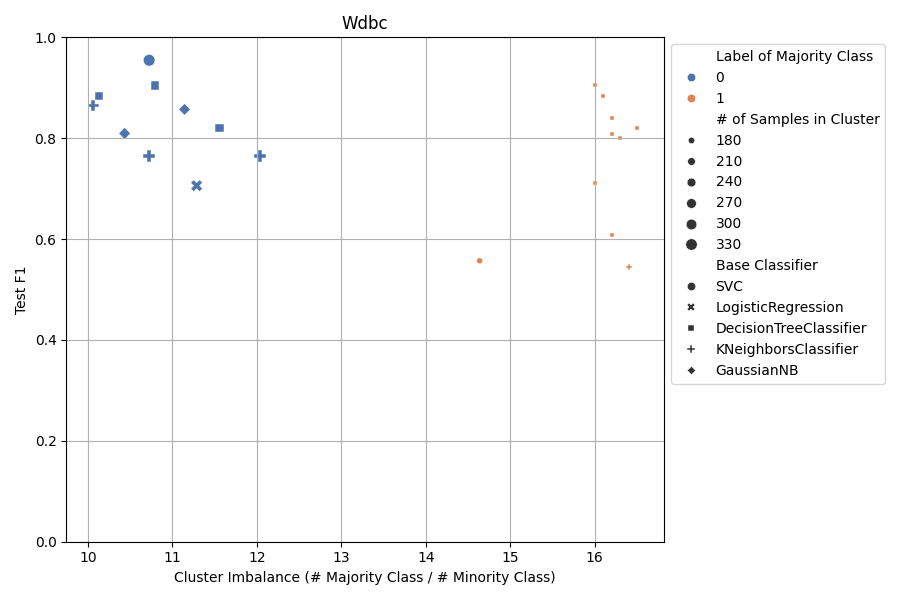 Wdbc
1.0
0.8
0.6
0.4
0.2
0.0
Test F1
10 11 12 13 14 15 16
Cluster Imbalance (# Majority Class / # Minority Class)
Label of Majority Class
0
1
# of Samples in Cluster
180
210
240
270
300
330
Base Classifier
SVC
LogisticRegression
DecisionTreeClassifier
KNeighborsClassifier
GaussianNB